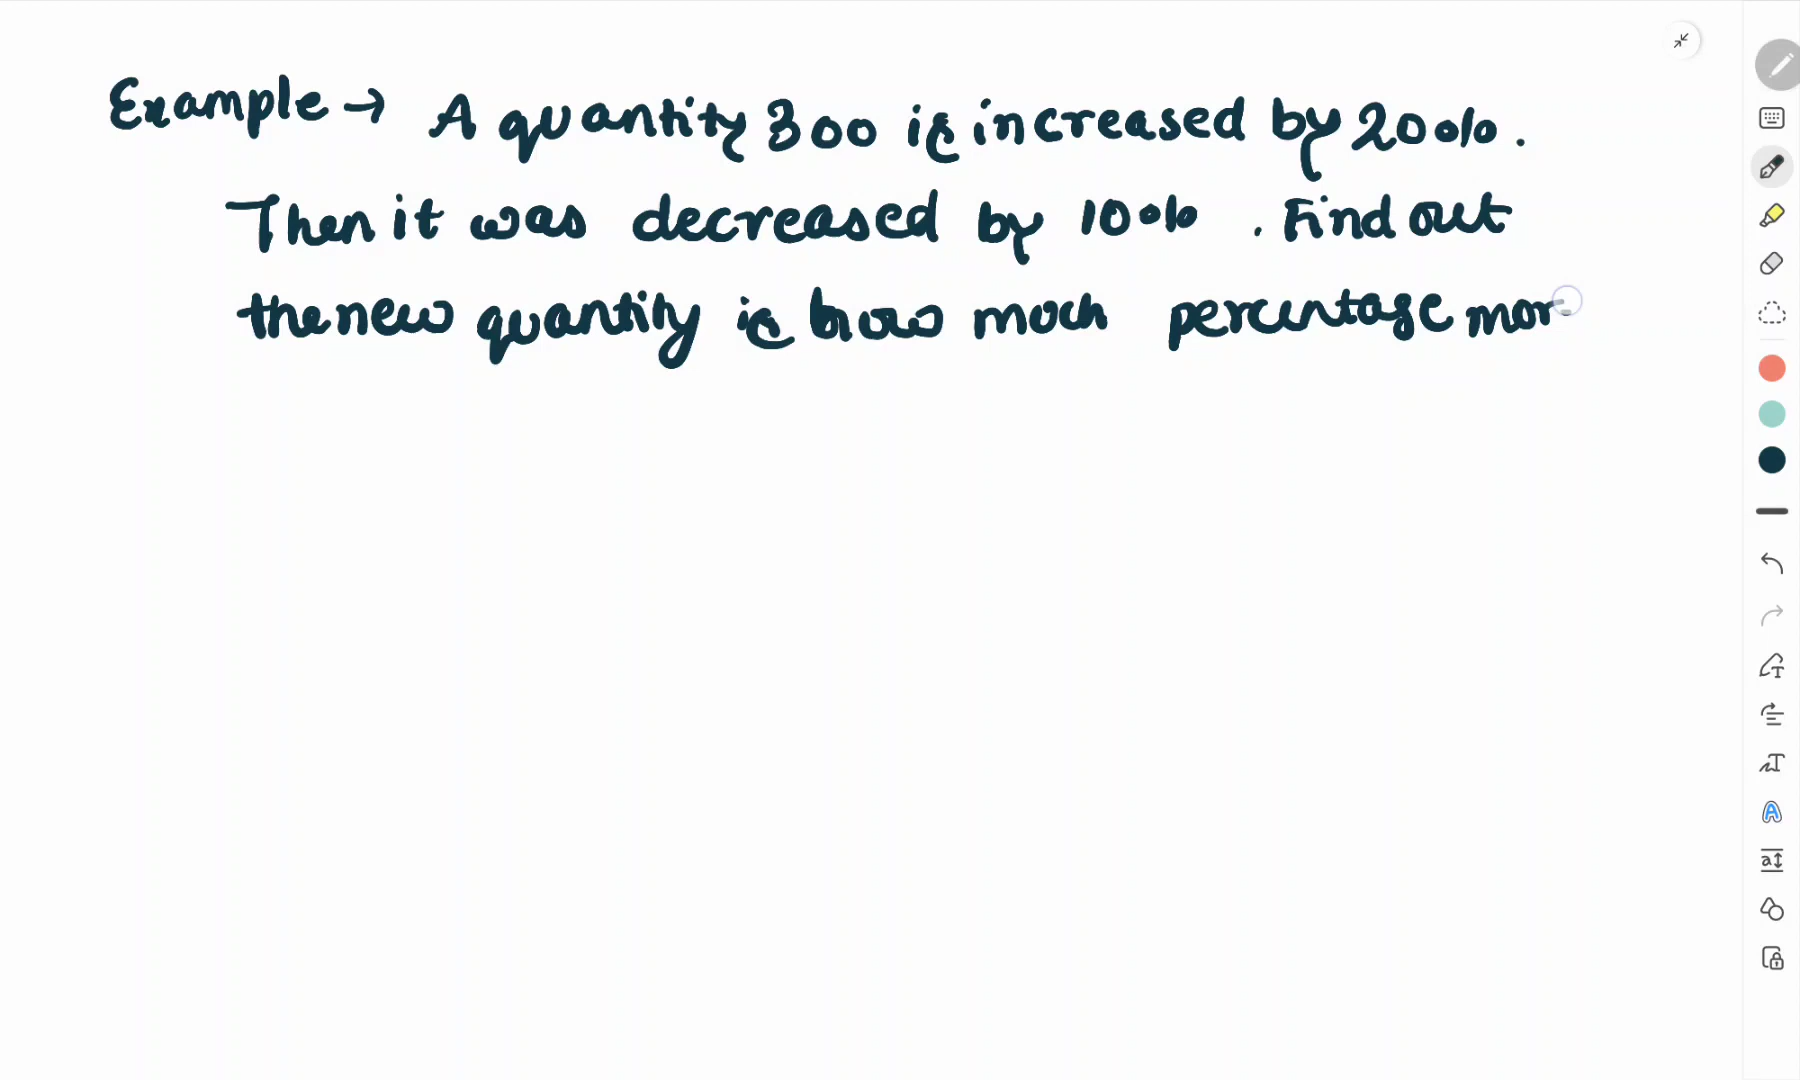 Example → A quantity 300 is increased by 20%.
Then it was decreased by 10% . Find out
the new quantity is how much percentage mor